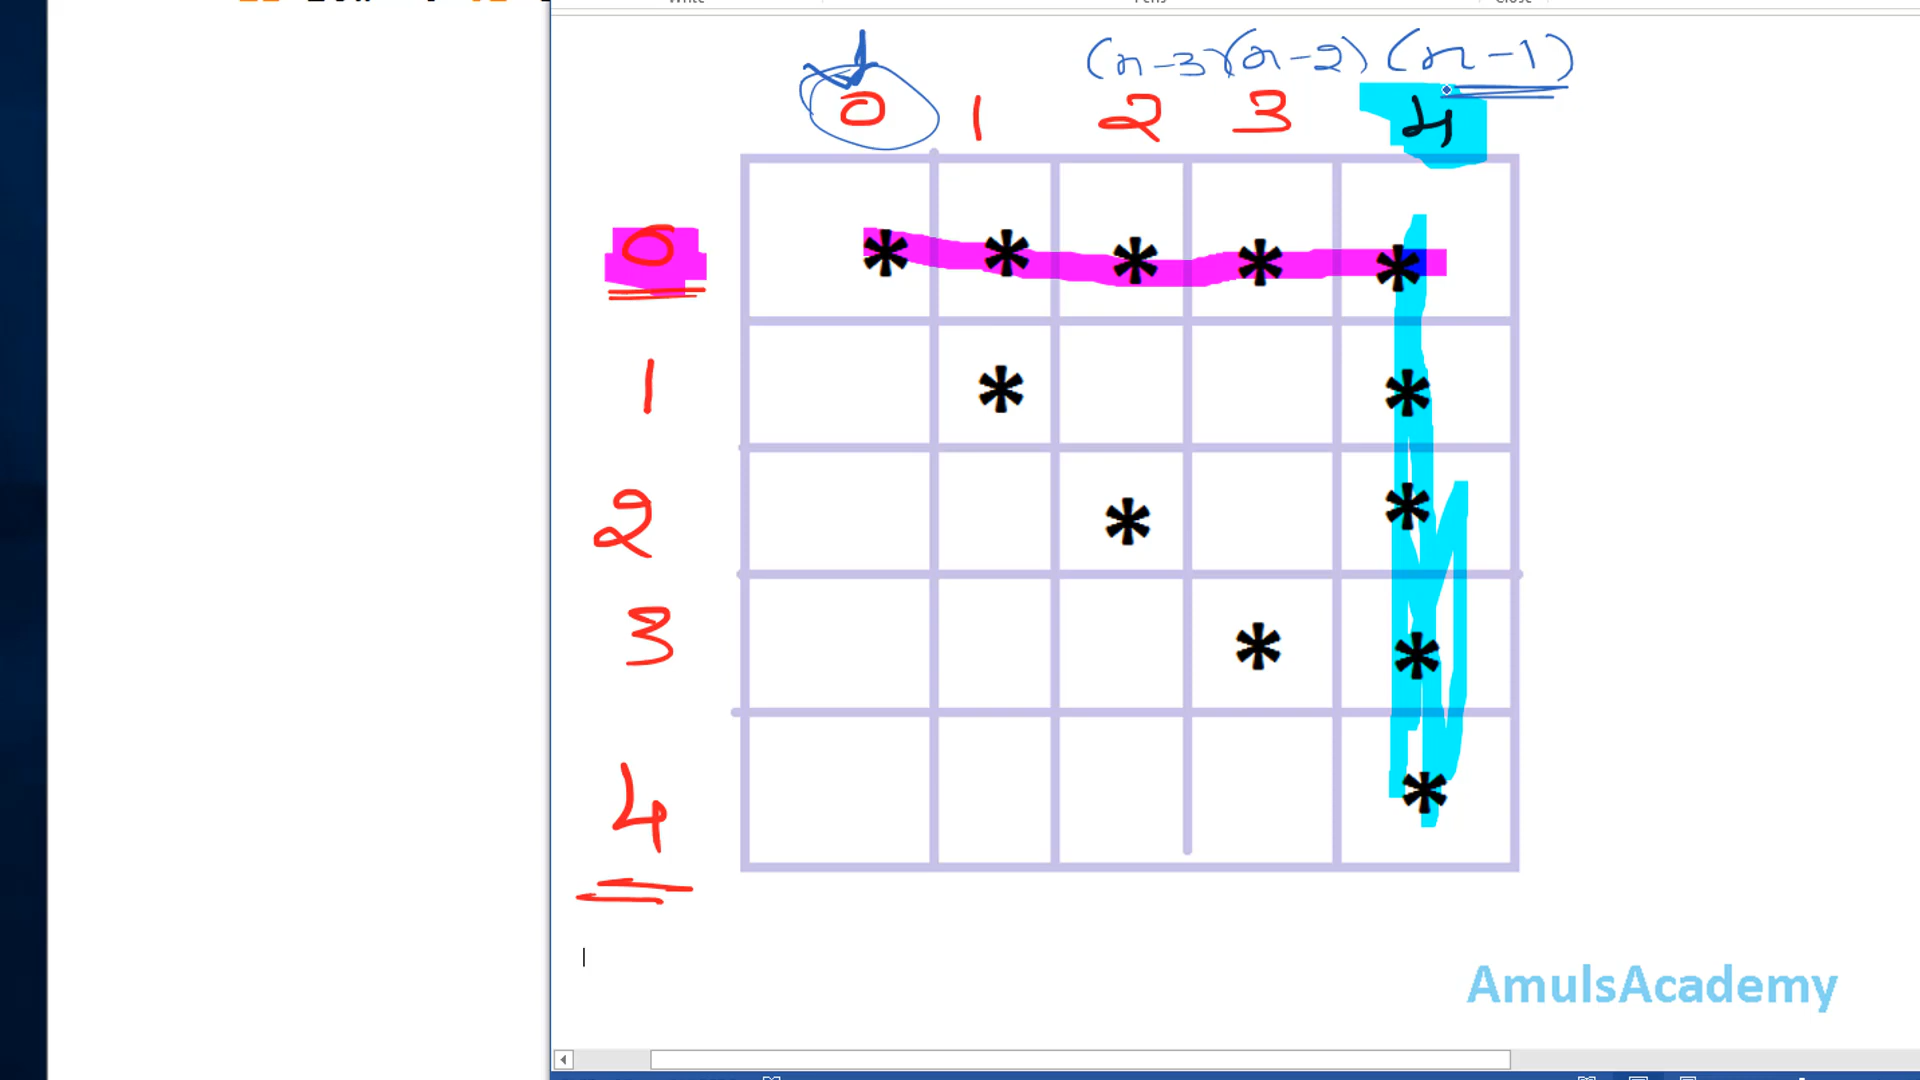 (n-3)(n-2) (n-1)
0 1 2 3 4
0 * * * * *
1 * *
2 * *
3 * *
4 *
AmulsAcademy